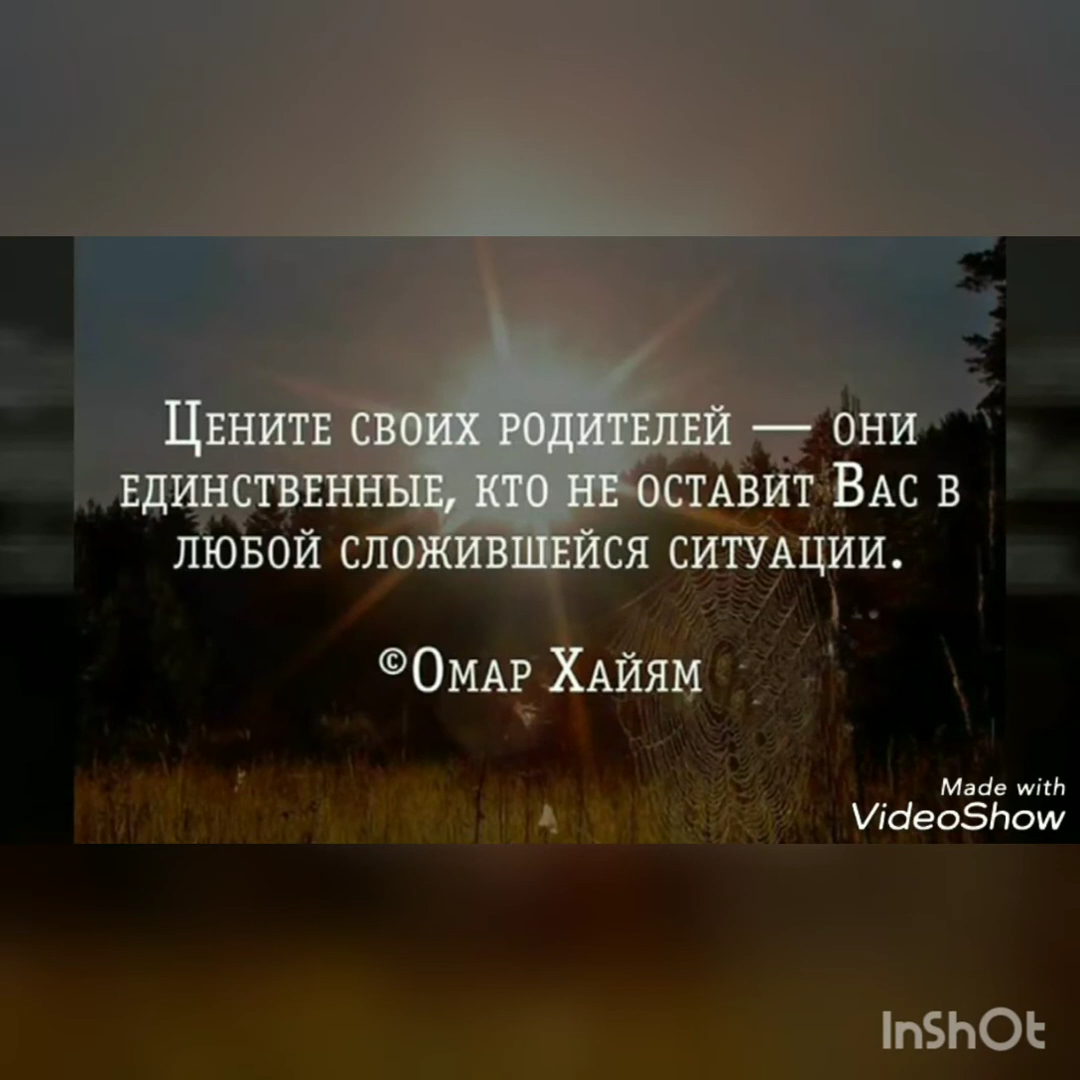 Цените своих родителей — они
единственные, кто не оставит Вас в
любой сложившейся ситуации.
©Омар Хайям
Made with
VideoShow
InShOt